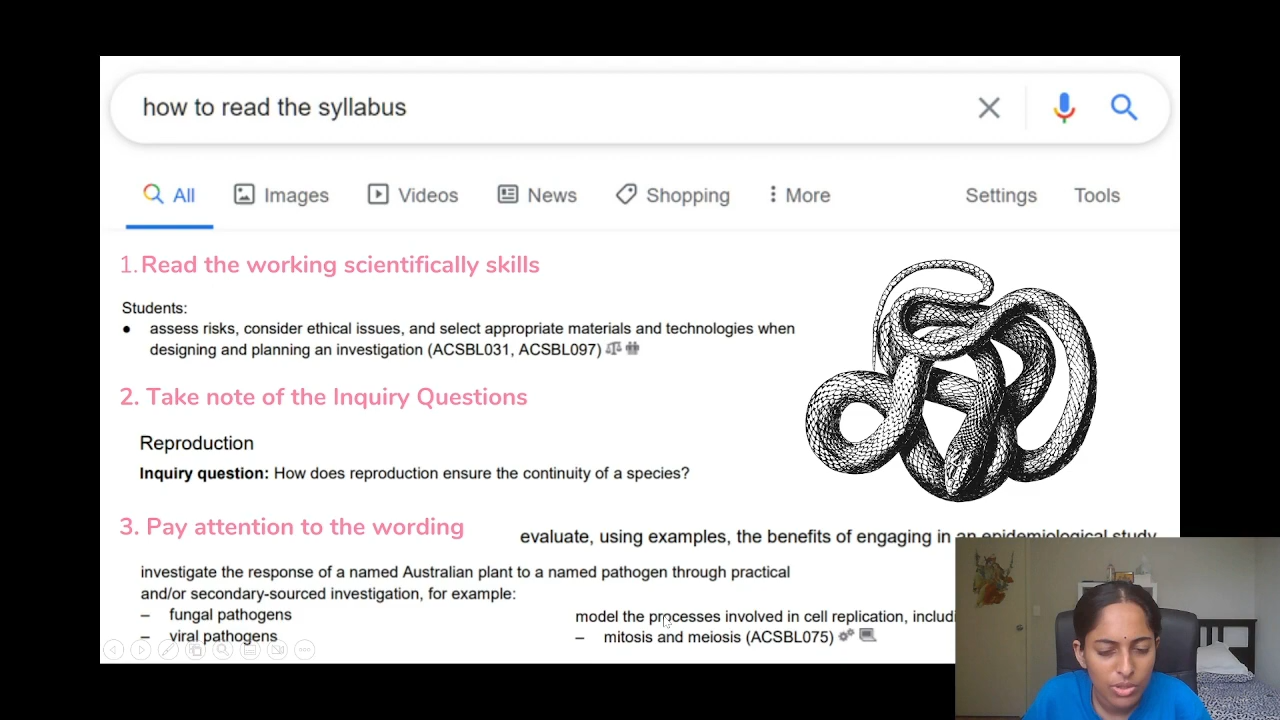 how to read the syllabus
All Images Videos News Shopping More Settings Tools
1. Read the working scientifically skills
Students:
● assess risks, consider ethical issues, and select appropriate materials and technologies when
designing and planning an investigation (ACSBL031, ACSBL097)
2. Take note of the Inquiry Questions
Reproduction
Inquiry question: How does reproduction ensure the continuity of a species?
3. Pay attention to the wording
evaluate, using examples, the benefits of engaging in an epidemiological study
investigate the response of a named Australian plant to a named pathogen through practical
and/or secondary-sourced investigation, for example:
– fungal pathogens
– viral pathogens
model the processes involved in cell replication, includi
– mitosis and meiosis (ACSBL075)